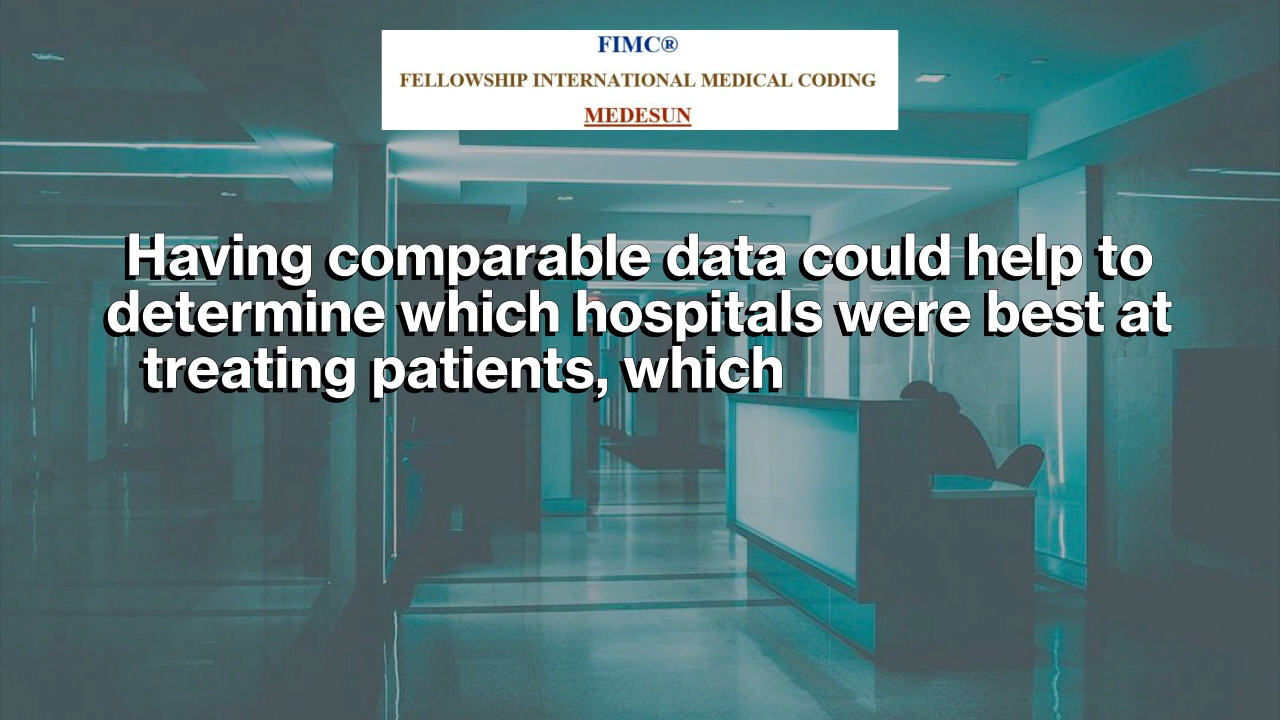 FIMC®
FELLOWSHIP INTERNATIONAL MEDICAL CODING
MEDESUN
Having comparable data could help to
determine which hospitals were best at
treating patients, which